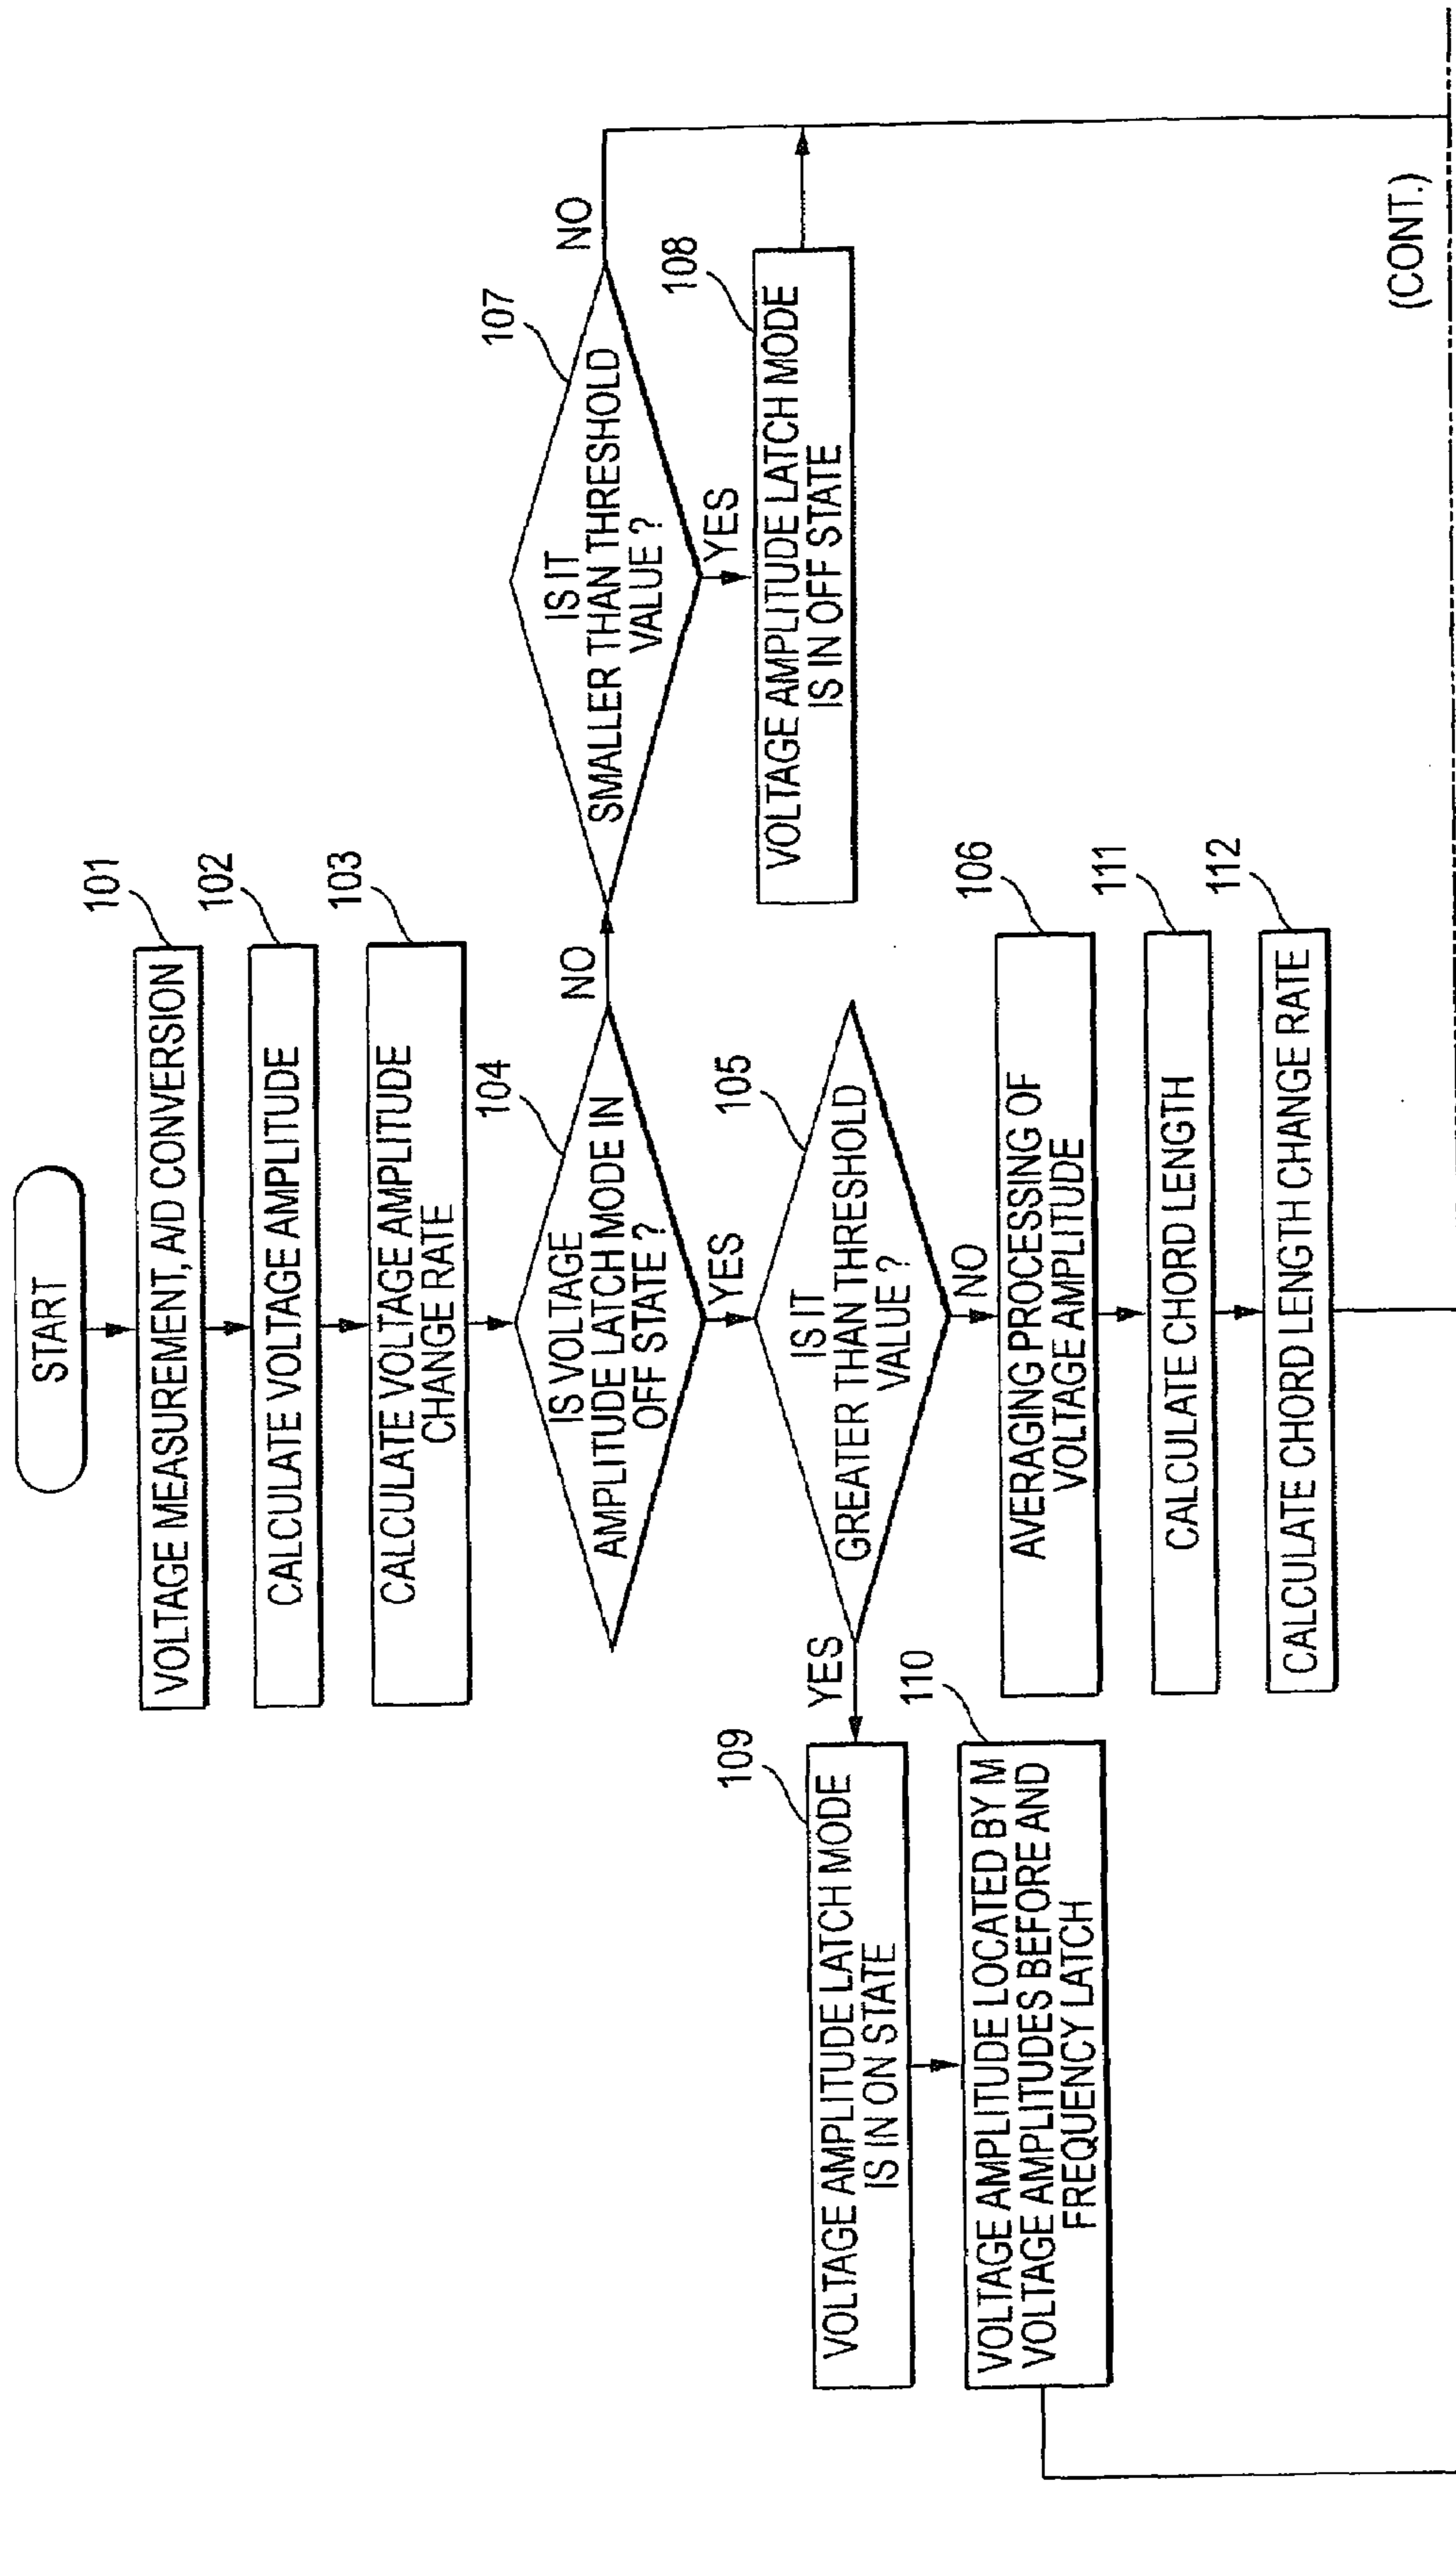 START
101
VOLTAGE MEASUREMENT, A/D CONVERSION
102
CALCULATE VOLTAGE AMPLITUDE
103
CALCULATE VOLTAGE AMPLITUDE
CHANGE RATE
104
IS VOLTAGE
AMPLITUDE LATCH MODE IN
OFF STATE ?
NO
YES
107
IS IT
SMALLER THAN THRESHOLD
VALUE ?
NO
YES
108
VOLTAGE AMPLITUDE LATCH MODE
IS IN OFF STATE
105
IS IT
GREATER THAN THRESHOLD
VALUE ?
YES
NO
109
VOLTAGE AMPLITUDE LATCH MODE
IS IN ON STATE
110
VOLTAGE AMPLITUDE LOCATED BY M
VOLTAGE AMPLITUDES BEFORE AND
FREQUENCY LATCH
106
AVERAGING PROCESSING OF
VOLTAGE AMPLITUDE
111
CALCULATE CHORD LENGTH
112
CALCULATE CHORD LENGTH CHANGE RATE
(CONT.)